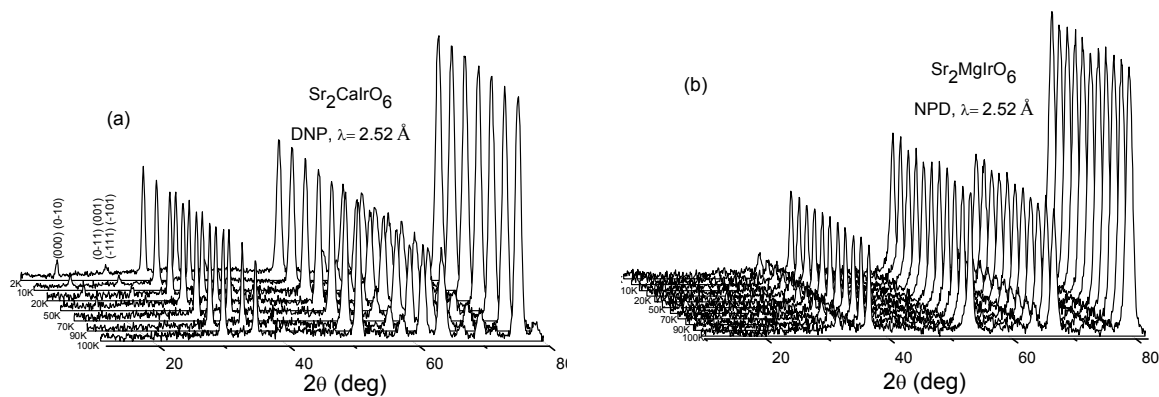 (a)
Sr2CaIrO6
DNP, λ= 2.52 Å
(000) (0-10)
(0-11) (001)
(-111) (-101)
2K
10K
20K
50K
70K
90K
100K
20 40 60 80
2θ (deg)
(b)
Sr2MgIrO6
NPD, λ= 2.52 Å
10K
20K
50K
70K
90K
100K
20 40 60 80
2θ (deg)